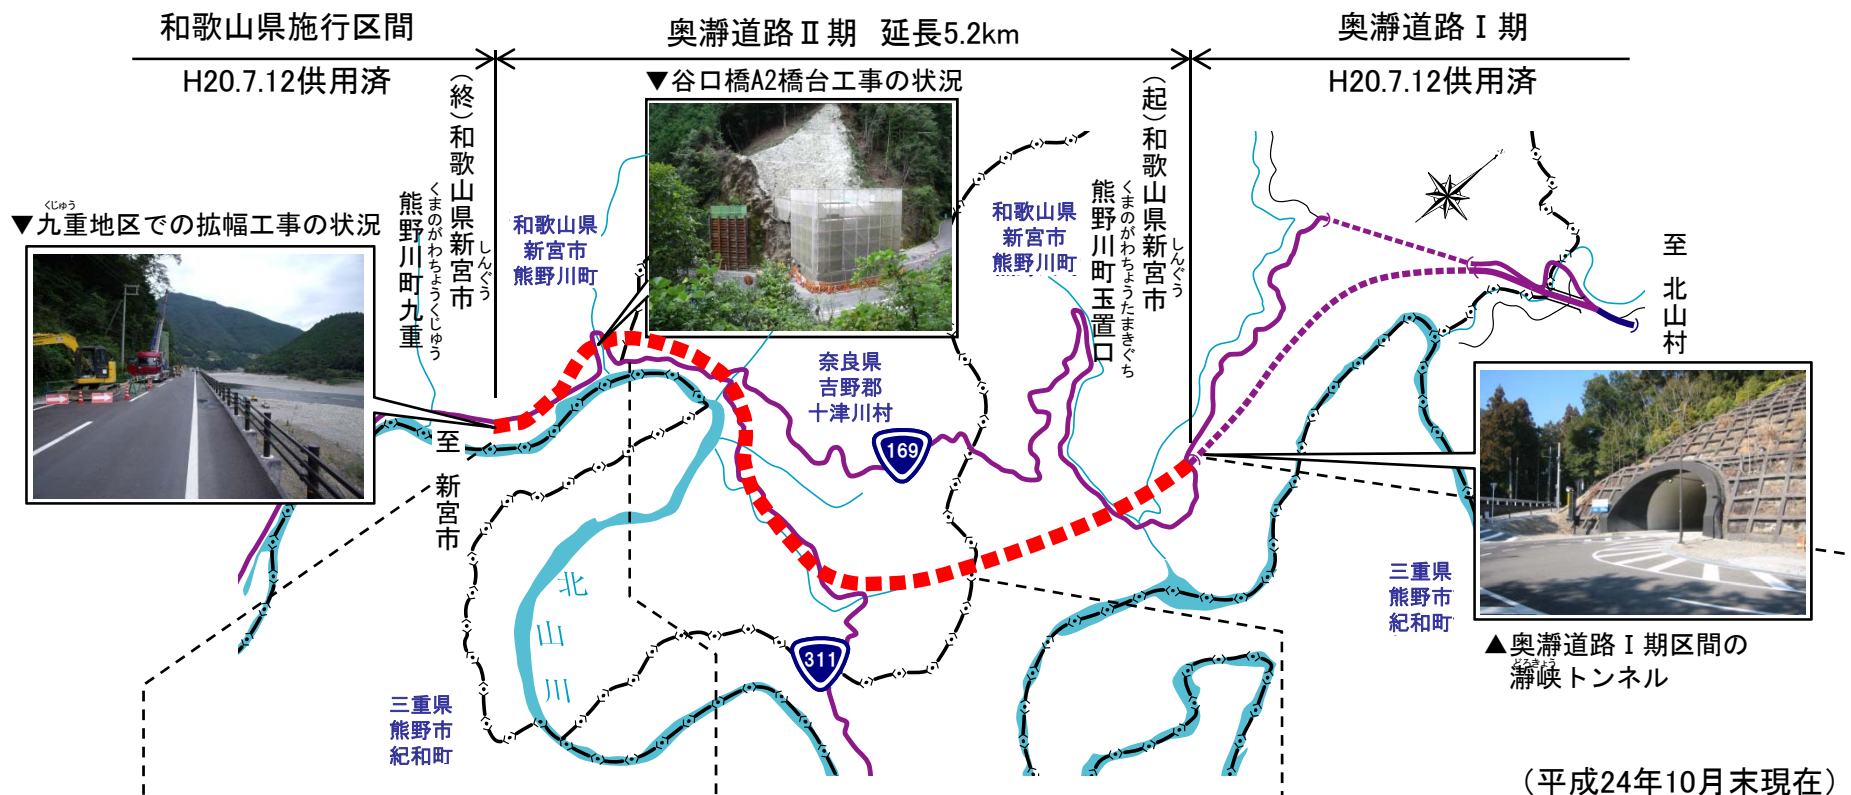 和歌山県施行区間
H20.7.12供用済
奥瀞道路Ⅱ期 延長5.2km
奥瀞道路Ⅰ期
H20.7.12供用済
▼谷口橋A2橋台工事の状況
(終)和歌山県新宮市
しんぐう
熊野川町九重
くまのがわちょうくじゅう
(起)和歌山県新宮市
しんぐう
熊野川町玉置口
くまのがわちょうたまきぐち
くじゅう
▼九重地区での拡幅工事の状況
和歌山県
新宮市
熊野川町
和歌山県
新宮市
熊野川町
至 北山村
奈良県
吉野郡
十津川村
169
至 新宮市
北山川
311
三重県
熊野市
紀和町
三重県
熊野市
紀和町
▲奥瀞道路Ⅰ期区間の
どろきょう
瀞峡トンネル
(平成24年10月末現在)